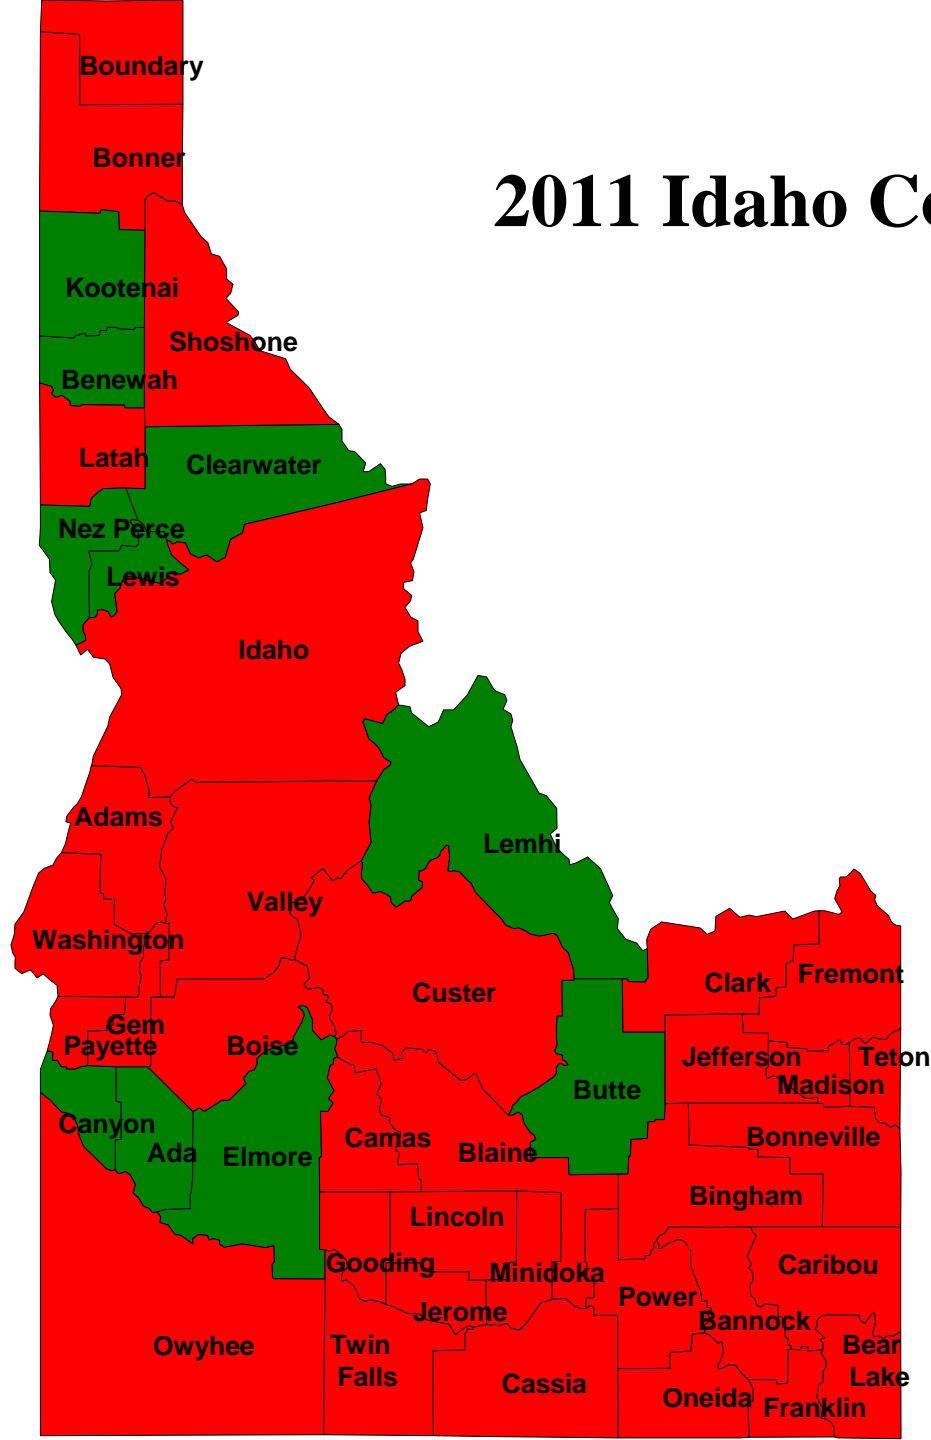 Boundary
Bonner
2011 Idaho Co
Kootenai
Shoshone
Benewah
Latah
Clearwater
Nez Perce
Lewis
Idaho
Adams
Lemhi
Valley
Washington
Clark
Fremont
Custer
Gem
Payette
Boise
Jefferson
Teton
Madison
Butte
Canyon
Ada
Elmore
Camas
Blaine
Bonneville
Bingham
Lincoln
Gooding
Minidoka
Caribou
Power
Jerome
Bannock
Owyhee
Twin
Falls
Bear
Lake
Cassia
Oneida
Franklin